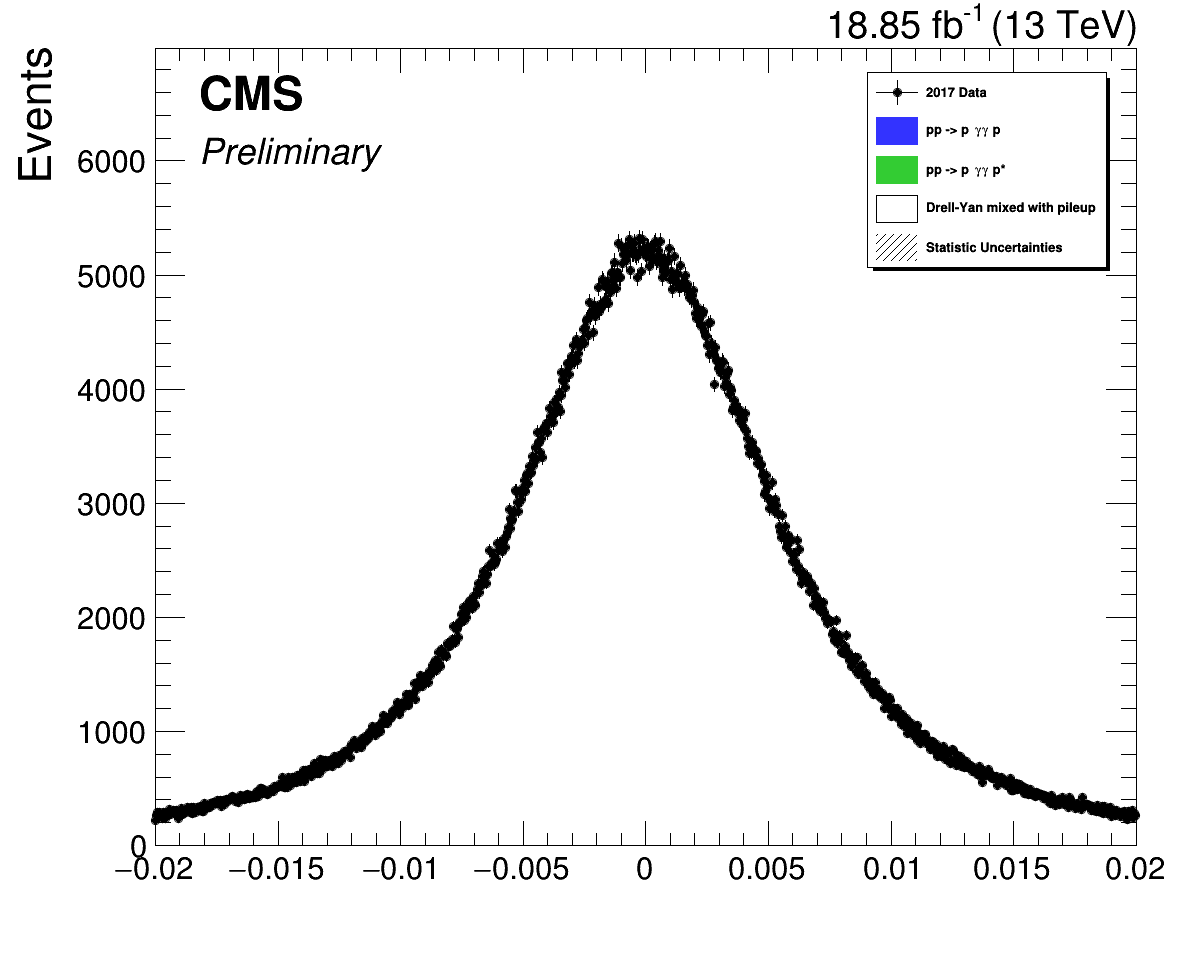 18.85 fb⁻¹ (13 TeV)
Events
CMS
Preliminary
2017 Data
pp -> p γγ p
pp -> p γγ p*
Drell-Yan mixed with pileup
Statistic Uncertainties
6000
5000
4000
3000
2000
1000
0
−0.02 −0.015 −0.01 −0.005 0 0.005 0.01 0.015 0.02